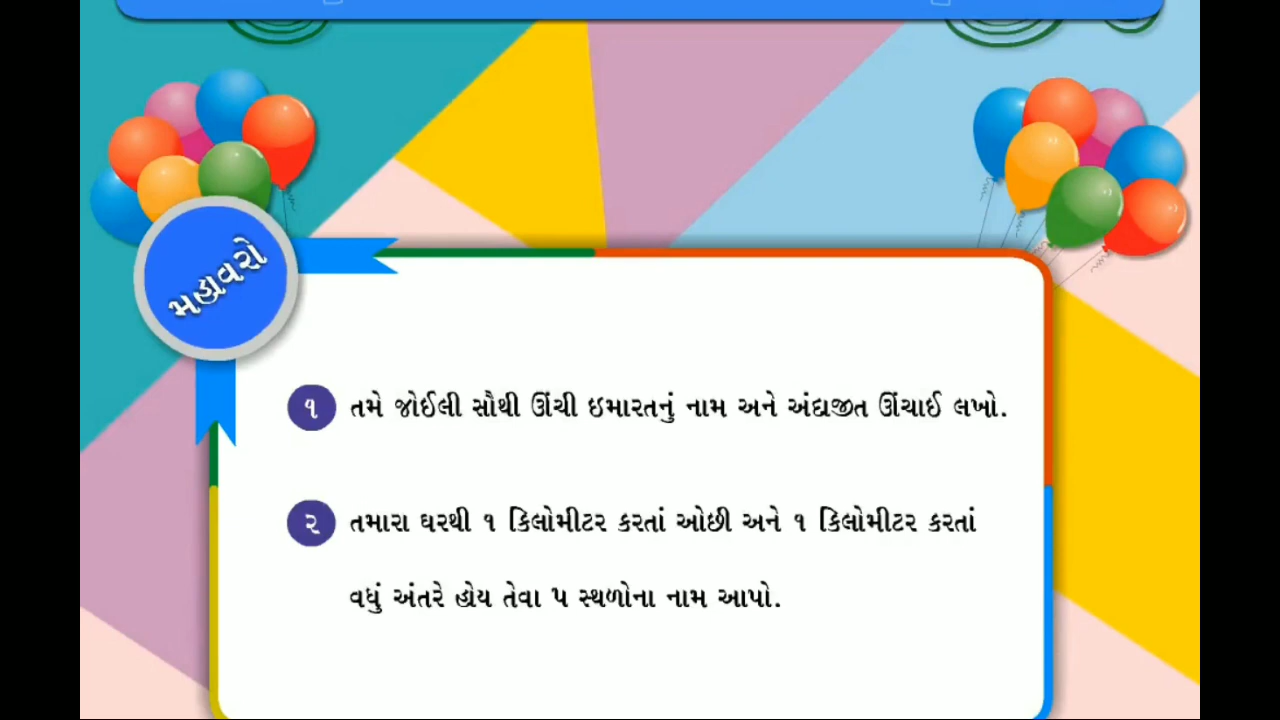 મહાવરો
૧ તમે જોઈલી સૌથી ઊંચી ઇમારતનું નામ અને અંદાજીત ઊંચાઈ લખો.
૨ તમારા ઘરથી ૧ કિલોમીટર કરતાં ઓછી અને ૧ કિલોમીટર કરતાં
વધું અંતરે હોય તેવા ૫ સ્થળોના નામ આપો.